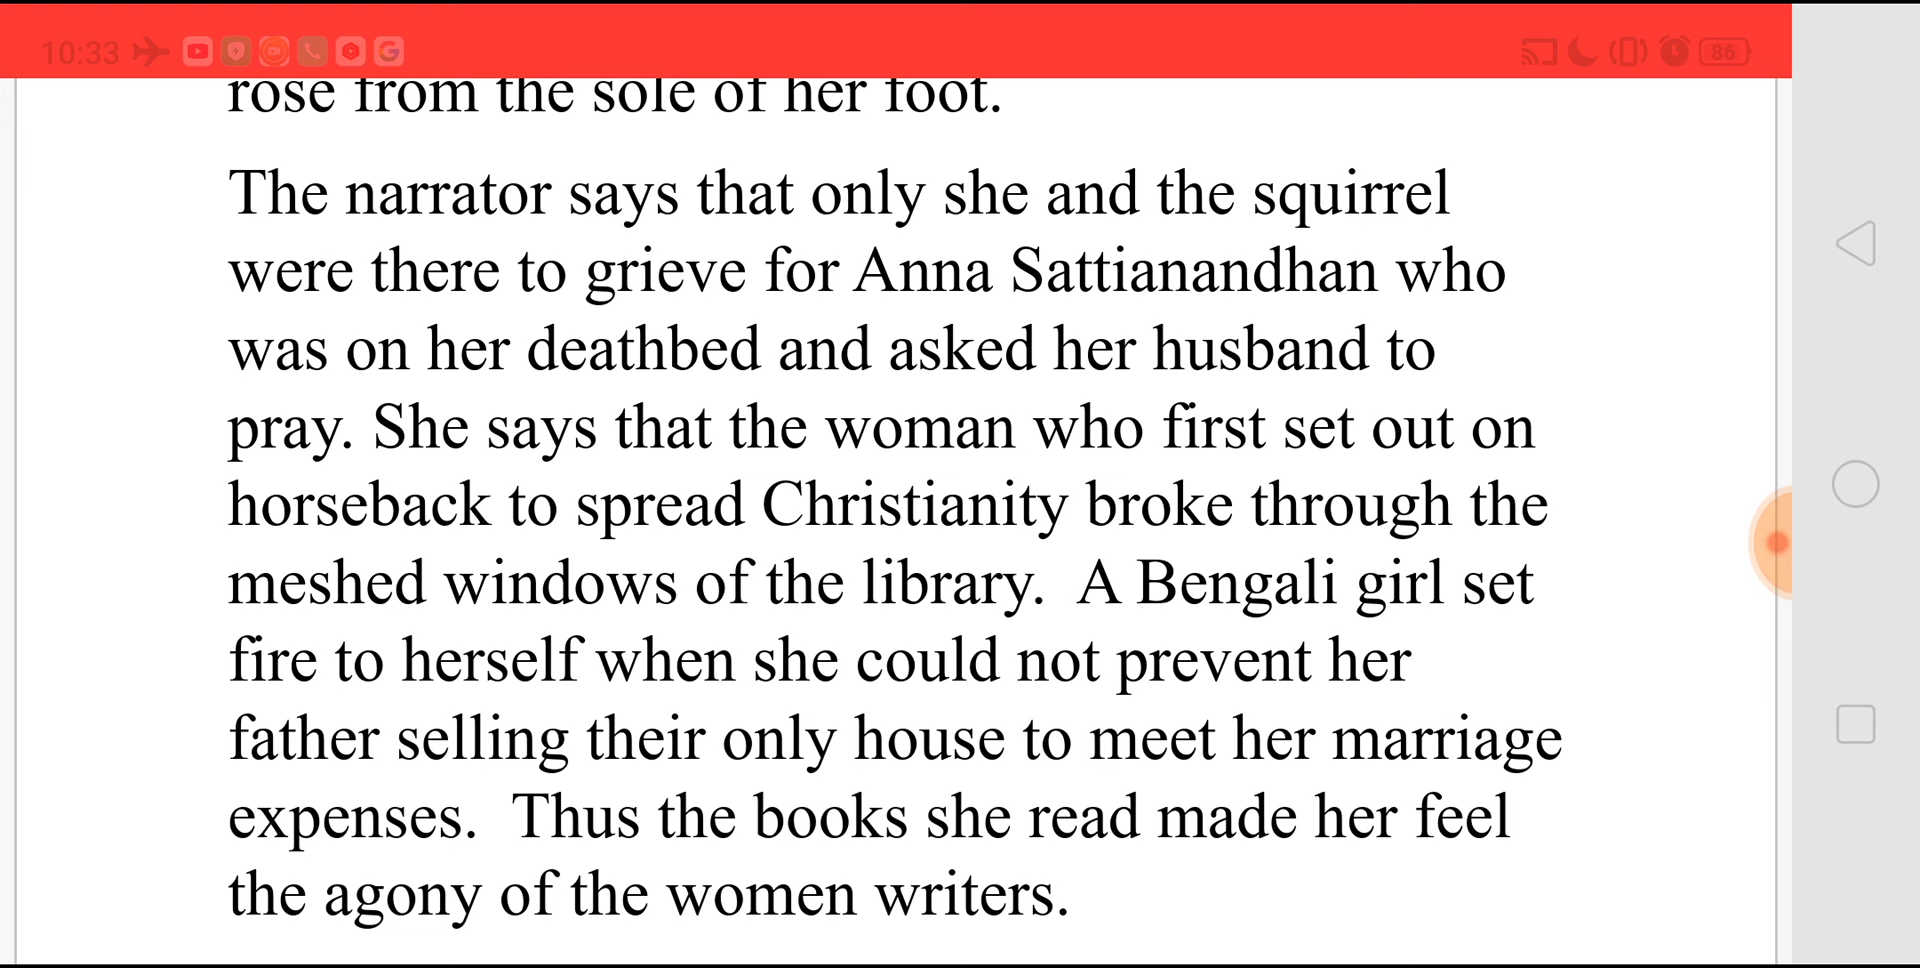 10:33
86
rose from the sole of her foot.
The narrator says that only she and the squirrel
were there to grieve for Anna Sattianandhan who
was on her deathbed and asked her husband to
pray. She says that the woman who first set out on
horseback to spread Christianity broke through the
meshed windows of the library.  A Bengali girl set
fire to herself when she could not prevent her
father selling their only house to meet her marriage
expenses.  Thus the books she read made her feel
the agony of the women writers.